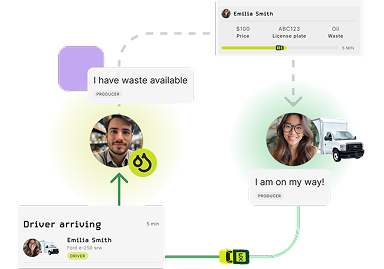 Emilia Smith
$100
ABC123
Oil
Price
License plate
Waste
5 MIN
I have waste available
PRODUCER
I am on my way!
PRODUCER
Driver arriving
5 min
Emilia Smith
Ford e-250 srw
DRIVER